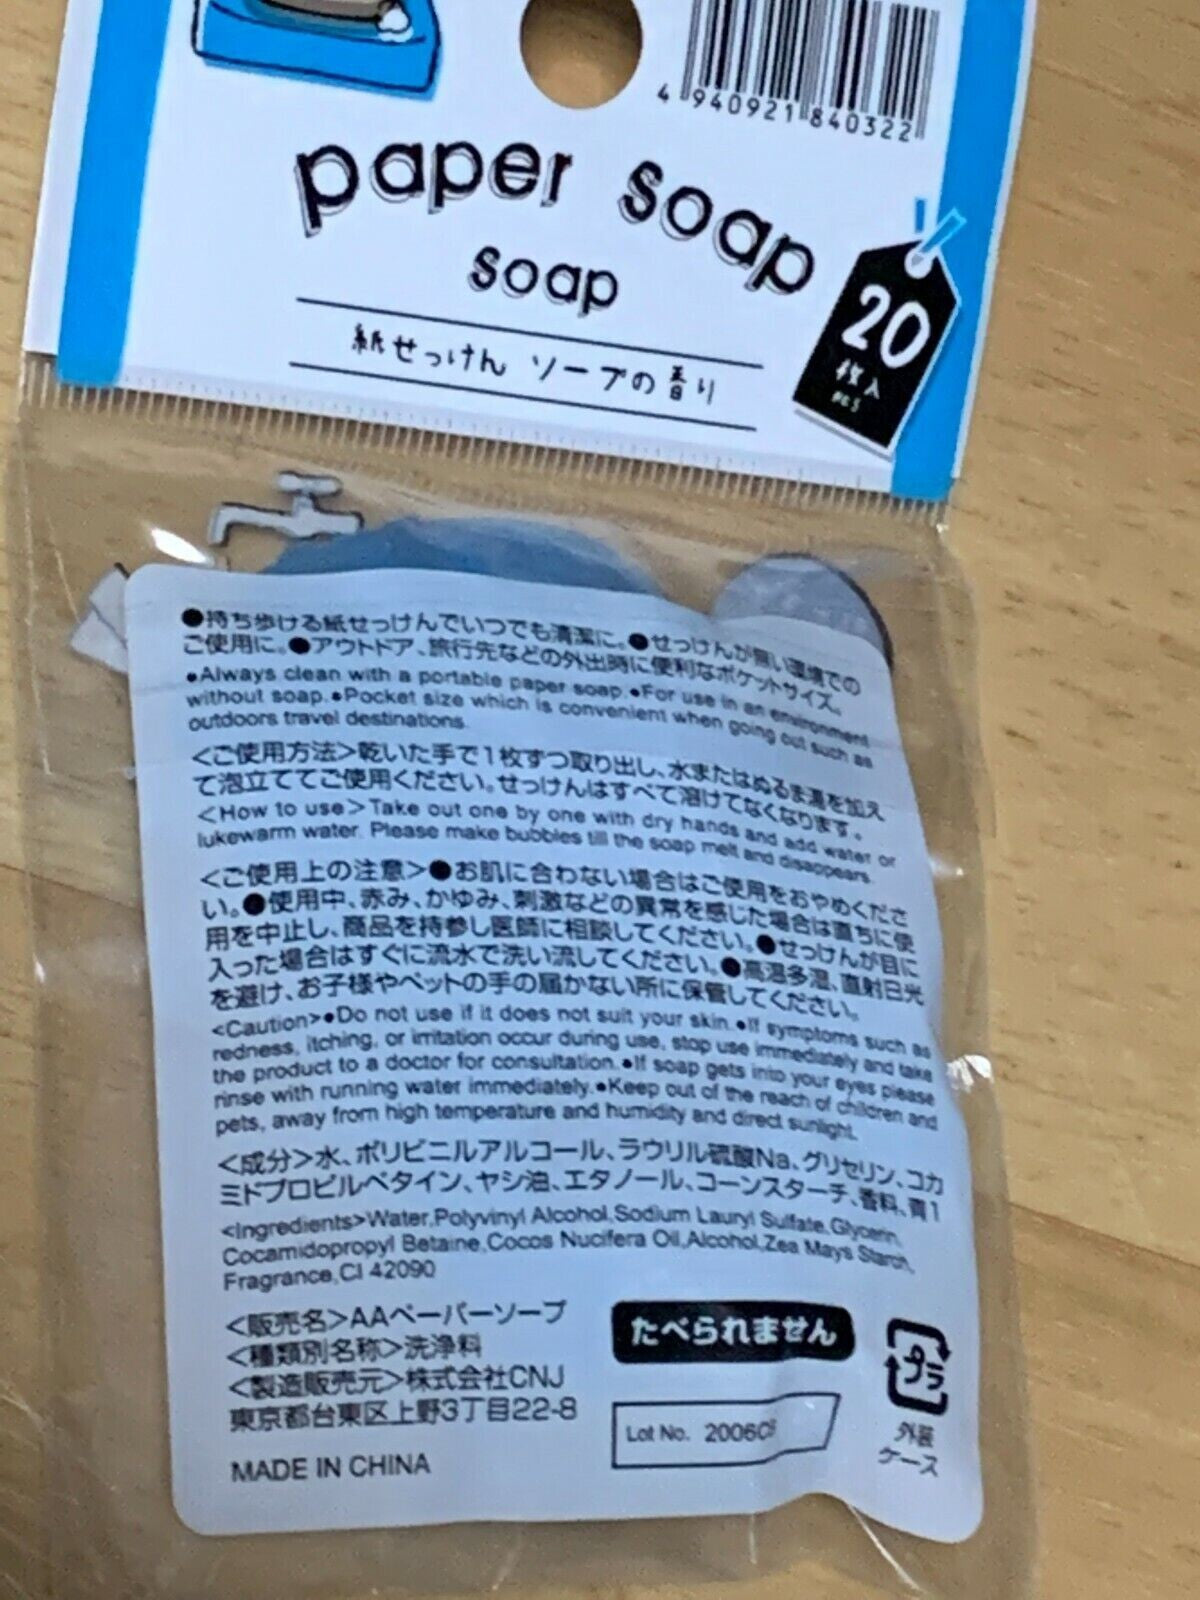 4 940921 840322
paper soap
soap
紙せっけん ソープの香り
20
枚入
PCS
●持ち歩ける紙せっけんでいつでも清潔に。●せっけんが無い環境での
ご使用に。●アウトドア、旅行先などの外出時に便利なポケットサイズ。
●Always clean with a portable paper soap.●For use in an environment
without soap.●Pocket size which is convenient when going out such as
outdoors travel destinations.
<ご使用方法>乾いた手で1枚ずつ取り出し、水またはぬるま湯を加え
て泡立ててご使用ください。せっけんはすべて溶けてなくなります。
<How to use>Take out one by one with dry hands and add water or
lukewarm water. Please make bubbles till the soap melt and disappears.
<ご使用上の注意>●お肌に合わない場合はご使用をおやめくださ
い。●使用中、赤み、かゆみ、刺激などの異常を感じた場合は直ちに使
用を中止し、商品を持参し医師に相談してください。●せっけんが目に
入った場合はすぐに流水で洗い流してください。●高温多湿、直射日光
を避け、お子様やペットの手の届かない所に保管してください。
<Caution>●Do not use if it does not suit your skin.●If symptoms such as
redness, itching, or irritation occur during use, stop use immediately and take
the product to a doctor for consultation.●If soap gets into your eyes please
rinse with running water immediately.●Keep out of the reach of children and
pets, away from high temperature and humidity and direct sunlight.
<成分>水、ポリビニルアルコール、ラウリル硫酸Na、グリセリン、コカ
ミドプロピルベタイン、ヤシ油、エタノール、コーンスターチ、香料、青1
<Ingredients>Water,Polyvinyl Alcohol,Sodium Lauryl Sulfate,Glycerin,
Cocamidopropyl Betaine,Cocos Nucifera Oil,Alcohol,Zea Mays Starch,
Fragrance,CI 42090
<販売名>AAペーパーソープ
<種類別名称>洗浄料
<製造販売元>株式会社CNJ
東京都台東区上野3丁目22-8
MADE IN CHINA
たべられません
Lot No.
プラ
外装
ケース